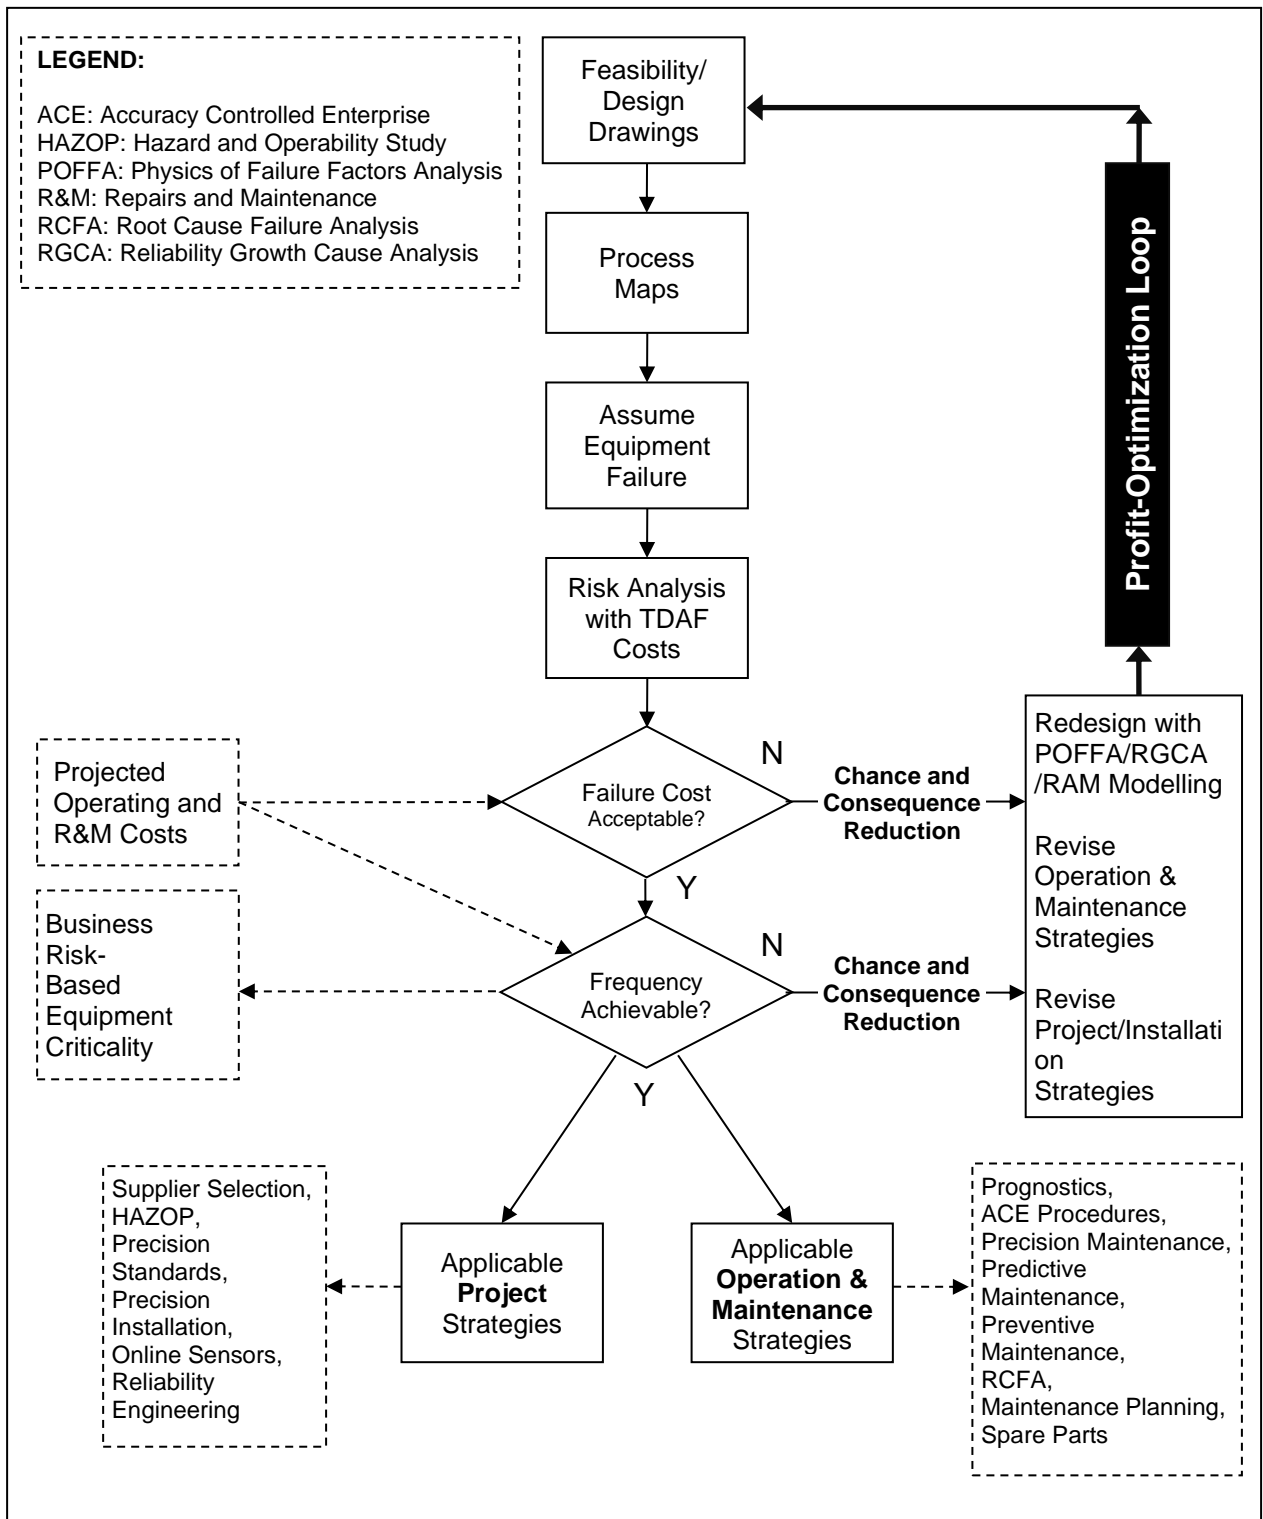 LEGEND:
ACE: Accuracy Controlled Enterprise
HAZOP: Hazard and Operability Study
POFFA: Physics of Failure Factors Analysis
R&M: Repairs and Maintenance
RCFA: Root Cause Failure Analysis
RGCA: Reliability Growth Cause Analysis
Feasibility/
Design
Drawings
Process
Maps
Assume
Equipment
Failure
Risk Analysis
with TDAF
Costs
Profit-Optimization Loop
Projected
Operating and
R&M Costs
Failure Cost
Acceptable?
N
Chance and
Consequence
Reduction
Y
Redesign with
POFFA/RGCA
/RAM Modelling
Revise
Operation &
Maintenance
Strategies
Revise
Project/Installati
on
Strategies
Business
Risk-
Based
Equipment
Criticality
Frequency
Achievable?
N
Chance and
Consequence
Reduction
Y
Supplier Selection,
HAZOP,
Precision
Standards,
Precision
Installation,
Online Sensors,
Reliability
Engineering
Applicable
Project
Strategies
Applicable
Operation &
Maintenance
Strategies
Prognostics,
ACE Procedures,
Precision Maintenance,
Predictive
Maintenance,
Preventive
Maintenance,
RCFA,
Maintenance Planning,
Spare Parts